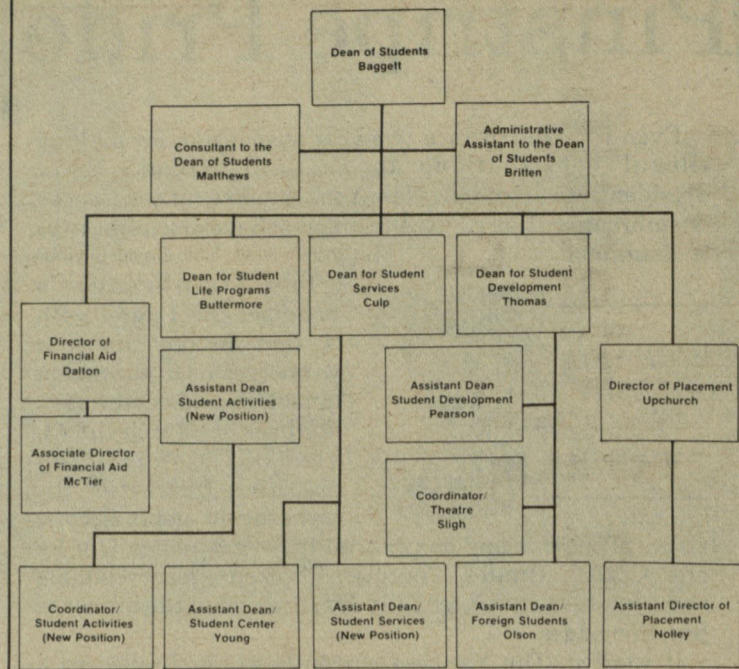 Dean of Students
Baggett
Consultant to the
Dean of Students
Matthews
Administrative
Assistant to the Dean
of Students
Britten
Director of
Financial Aid
Dalton
Dean for Student
Life Programs
Buttermore
Dean for Student
Services
Culp
Dean for Student
Development
Thomas
Director of Placement
Upchurch
Associate Director
of Financial Aid
McTier
Assistant Dean
Student Activities
(New Position)
Assistant Dean
Student Development
Pearson
Coordinator/
Theatre
Sligh
Coordinator/
Student Activities
(New Position)
Assistant Dean/
Student Center
Young
Assistant Dean/
Student Services
(New Position)
Assistant Dean/
Foreign Students
Olson
Assistant Director of
Placement
Nolley